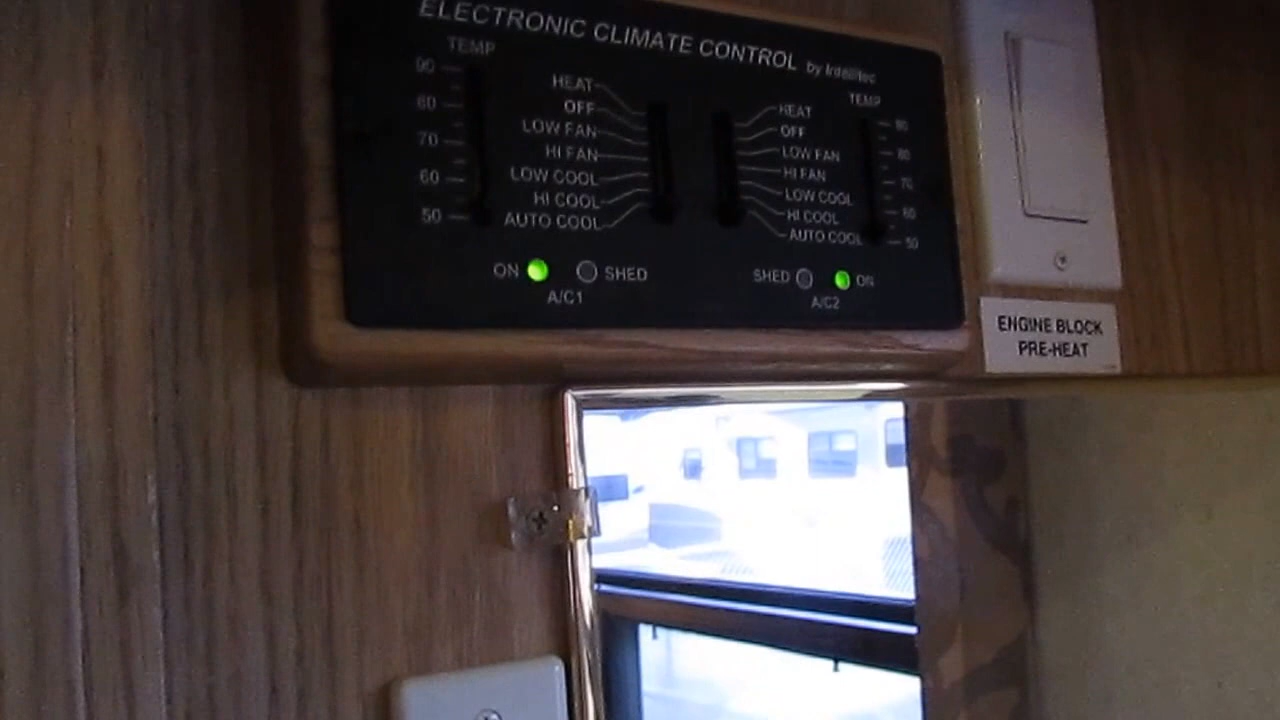 ELECTRONIC CLIMATE CONTROL by Intellitec
TEMP
90
80
70
60
50
HEAT
OFF
LOW FAN
HI FAN
LOW COOL
HI COOL
AUTO COOL
HEAT
OFF
LOW FAN
HI FAN
LOW COOL
HI COOL
AUTO COOL
TEMP
90
80
70
60
50
ON SHED
A/C1
SHED ON
A/C2
ENGINE BLOCK
PRE-HEAT